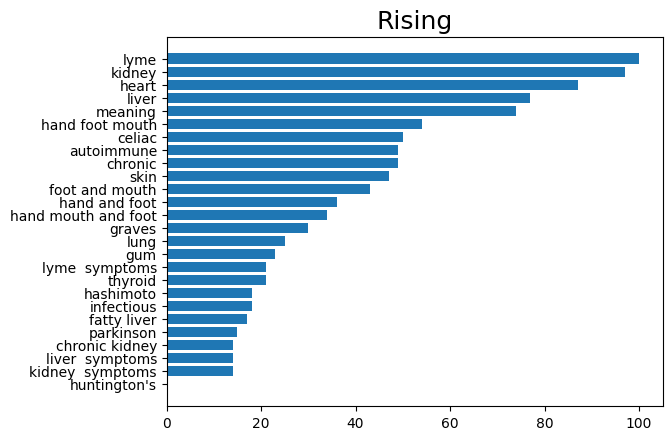 Rising
lyme
kidney
heart
liver
meaning
hand foot mouth
celiac
autoimmune
chronic
skin
foot and mouth
hand and foot
hand mouth and foot
graves
lung
gum
lyme  symptoms
thyroid
hashimoto
infectious
fatty liver
parkinson
chronic kidney
liver  symptoms
kidney  symptoms
huntington's
0 20 40 60 80 100